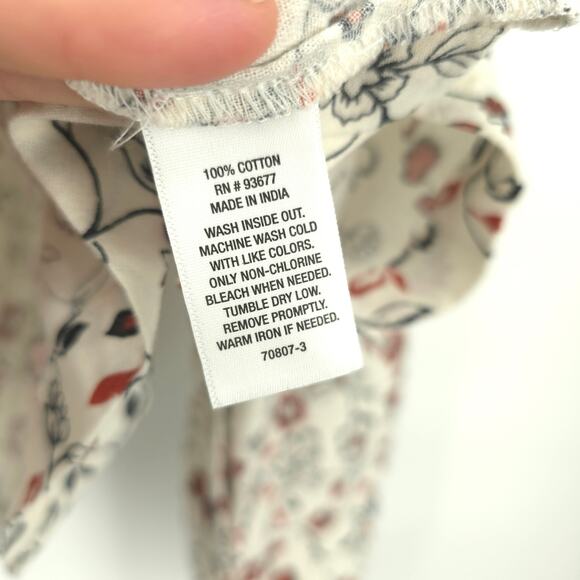 100% COTTON
RN # 93677
MADE IN INDIA
WASH INSIDE OUT.
MACHINE WASH COLD
WITH LIKE COLORS.
ONLY NON-CHLORINE
BLEACH WHEN NEEDED.
TUMBLE DRY LOW.
REMOVE PROMPTLY.
WARM IRON IF NEEDED.
70807-3